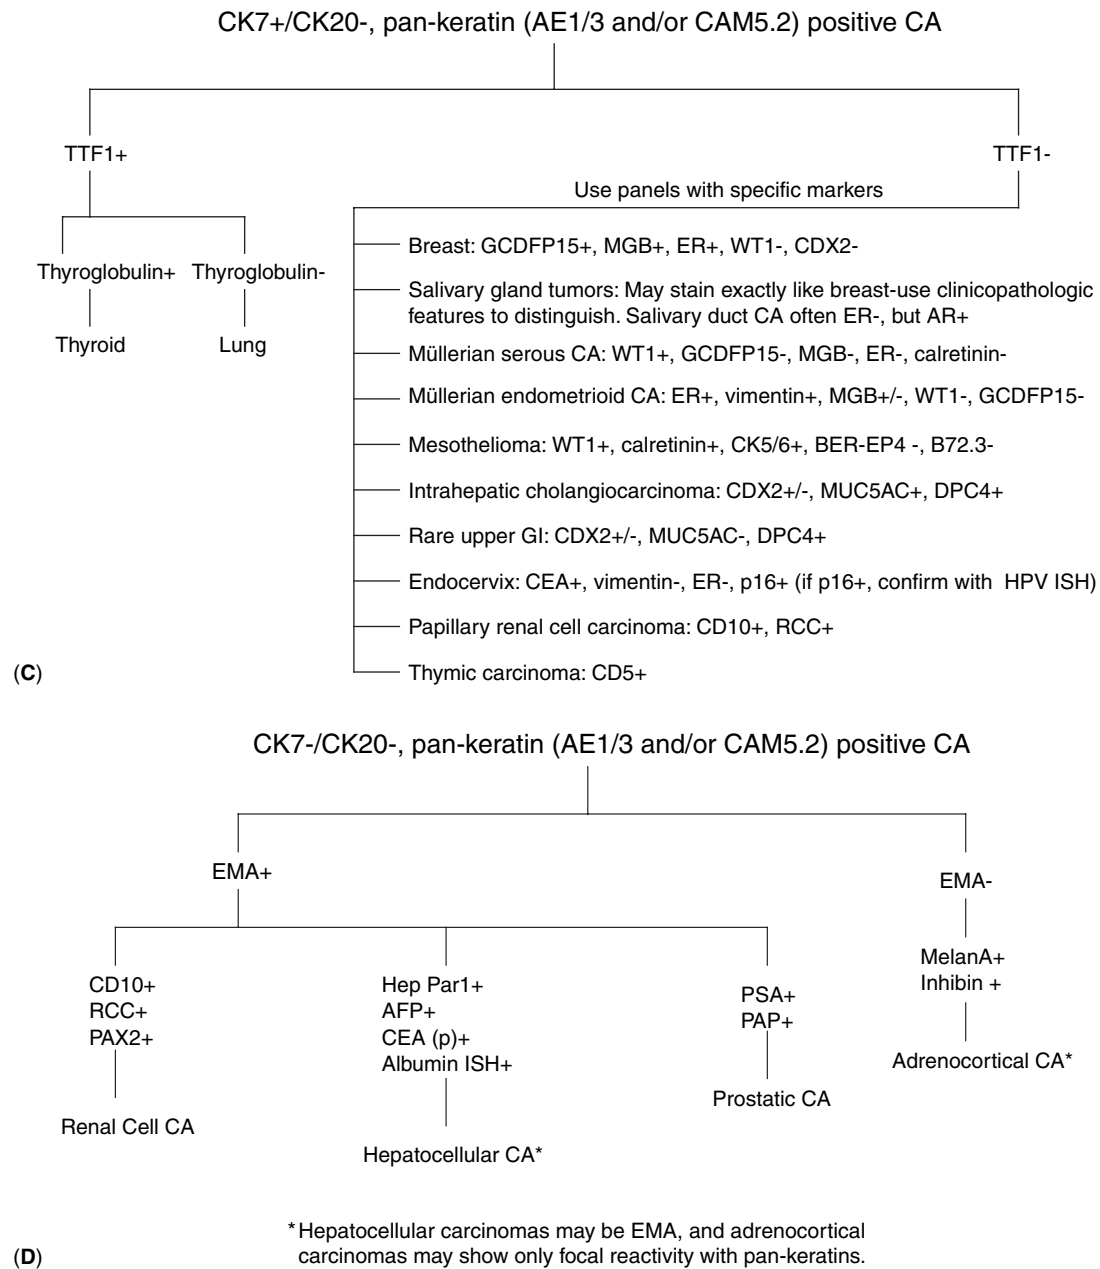 CK7+/CK20-, pan-keratin (AE1/3 and/or CAM5.2) positive CA
TTF1+
TTF1-
Use panels with specific markers
Thyroglobulin+
Thyroglobulin-
Thyroid
Lung
Breast: GCDFP15+, MGB+, ER+, WT1-, CDX2-
Salivary gland tumors: May stain exactly like breast-use clinicopathologic
features to distinguish. Salivary duct CA often ER-, but AR+
Müllerian serous CA: WT1+, GCDFP15-, MGB-, ER-, calretinin-
Müllerian endometrioid CA: ER+, vimentin+, MGB+/-, WT1-, GCDFP15-
Mesothelioma: WT1+, calretinin+, CK5/6+, BER-EP4 -, B72.3-
Intrahepatic cholangiocarcinoma: CDX2+/-, MUC5AC+, DPC4+
Rare upper GI: CDX2+/-, MUC5AC-, DPC4+
Endocervix: CEA+, vimentin-, ER-, p16+ (if p16+, confirm with HPV ISH)
Papillary renal cell carcinoma: CD10+, RCC+
Thymic carcinoma: CD5+
(C)
CK7-/CK20-, pan-keratin (AE1/3 and/or CAM5.2) positive CA
EMA+
EMA-
CD10+
RCC+
PAX2+
Renal Cell CA
Hep Par1+
AFP+
CEA (p)+
Albumin ISH+
Hepatocellular CA*
PSA+
PAP+
Prostatic CA
MelanA+
Inhibin +
Adrenocortical CA*
*Hepatocellular carcinomas may be EMA, and adrenocortical
carcinomas may show only focal reactivity with pan-keratins.
(D)